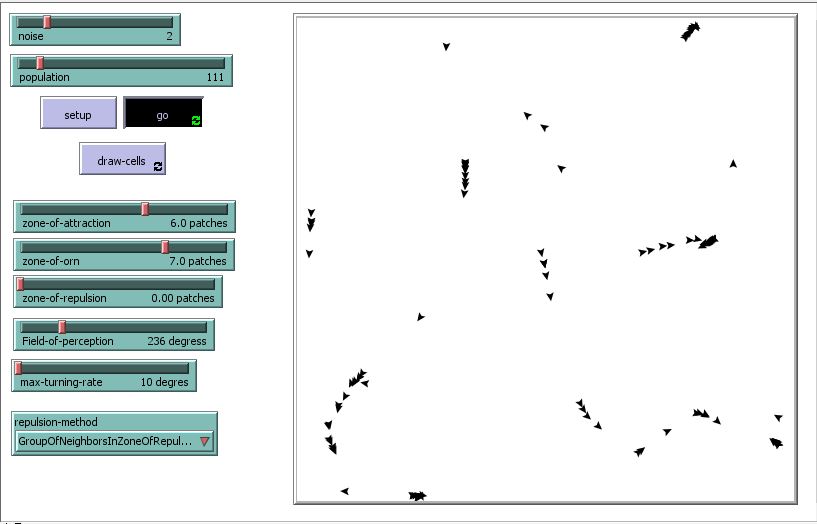 noise 2
population 111
setup
go
draw-cells
zone-of-attraction 6.0 patches
zone-of-orn 7.0 patches
zone-of-repulsion 0.00 patches
Field-of-perception 236 degress
max-turning-rate 10 degres
repulsion-method
GroupOfNeighborsInZoneOfRepul...